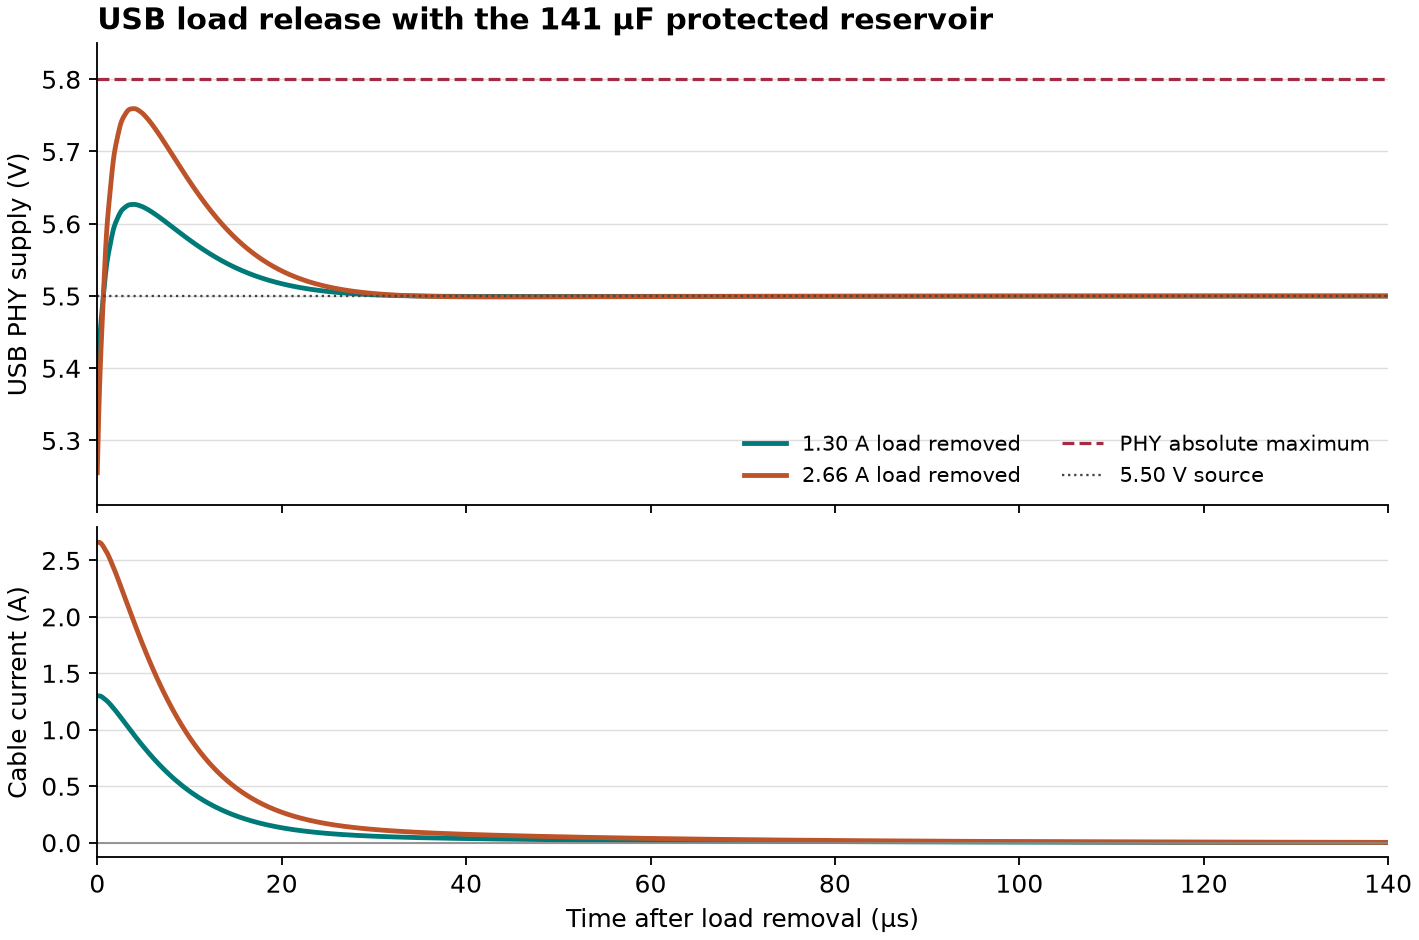 USB load release with the 141 µF protected reservoir
USB PHY supply (V)
5.8
5.7
5.6
5.5
5.4
5.3
1.30 A load removed
2.66 A load removed
PHY absolute maximum
5.50 V source
Cable current (A)
2.5
2.0
1.5
1.0
0.5
0.0
0 20 40 60 80 100 120 140
Time after load removal (µs)